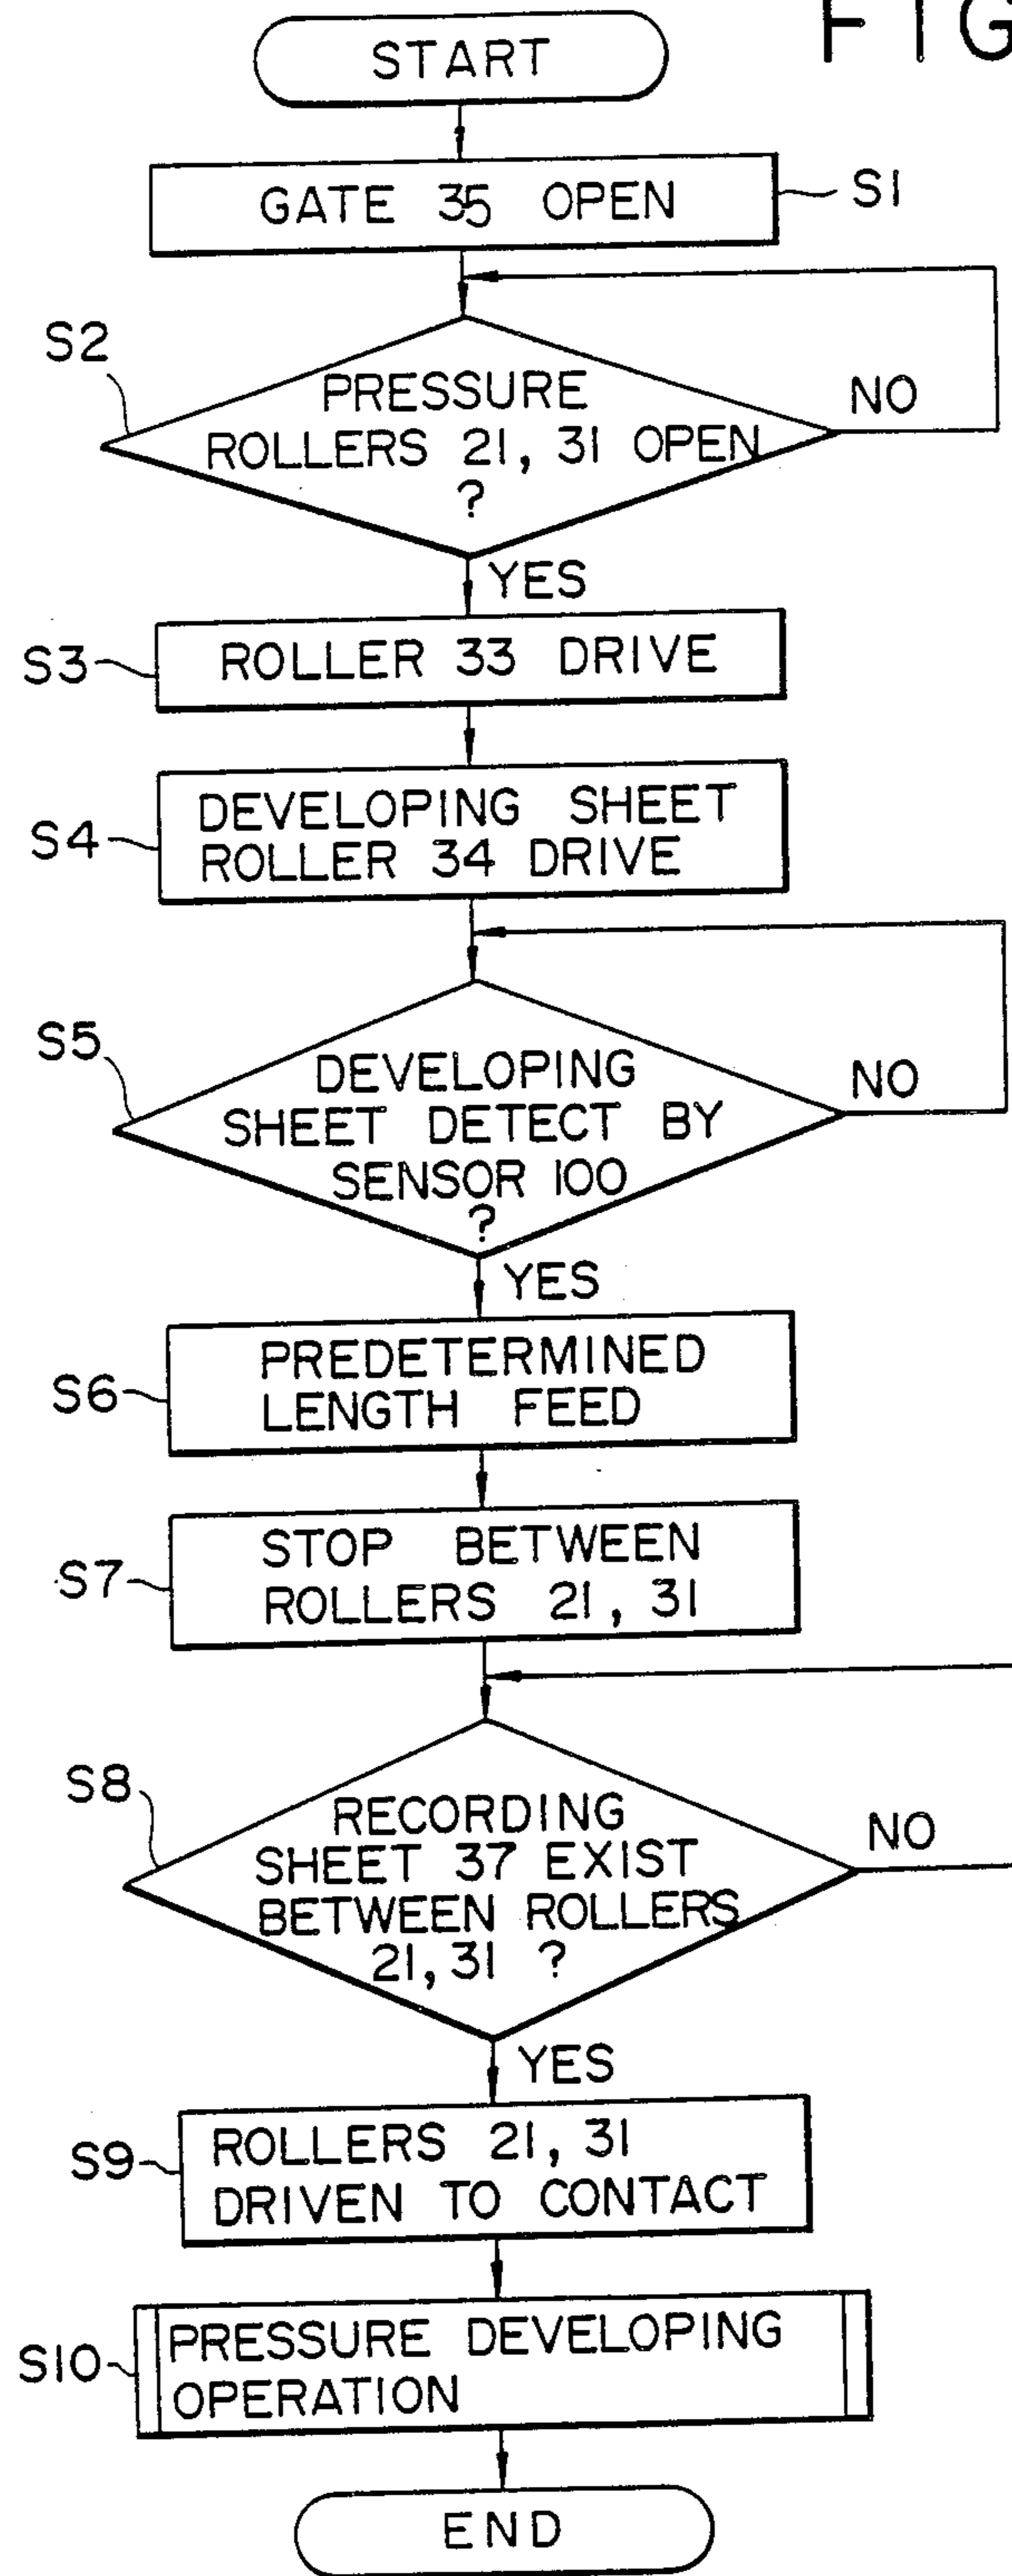 FIG
START
GATE 35 OPEN
S1
S2
PRESSURE
ROLLERS 21, 31 OPEN
?
NO
YES
S3
ROLLER 33 DRIVE
S4
DEVELOPING SHEET
ROLLER 34 DRIVE
S5
DEVELOPING
SHEET DETECT BY
SENSOR 100
?
NO
YES
S6
PREDETERMINED
LENGTH FEED
S7
STOP BETWEEN
ROLLERS 21, 31
S8
RECORDING
SHEET 37 EXIST
BETWEEN ROLLERS
21, 31 ?
NO
YES
S9
ROLLERS 21, 31
DRIVEN TO CONTACT
S10
PRESSURE DEVELOPING
OPERATION
END